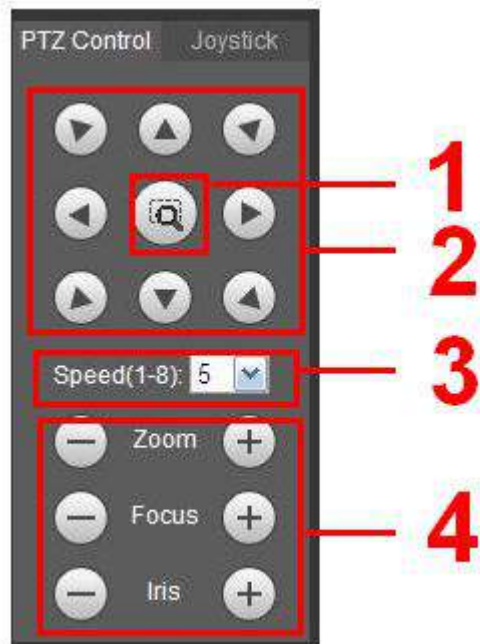 PTZ Control Joystick
1
2
Speed(1-8): 5
3
Zoom
Focus
4
Iris